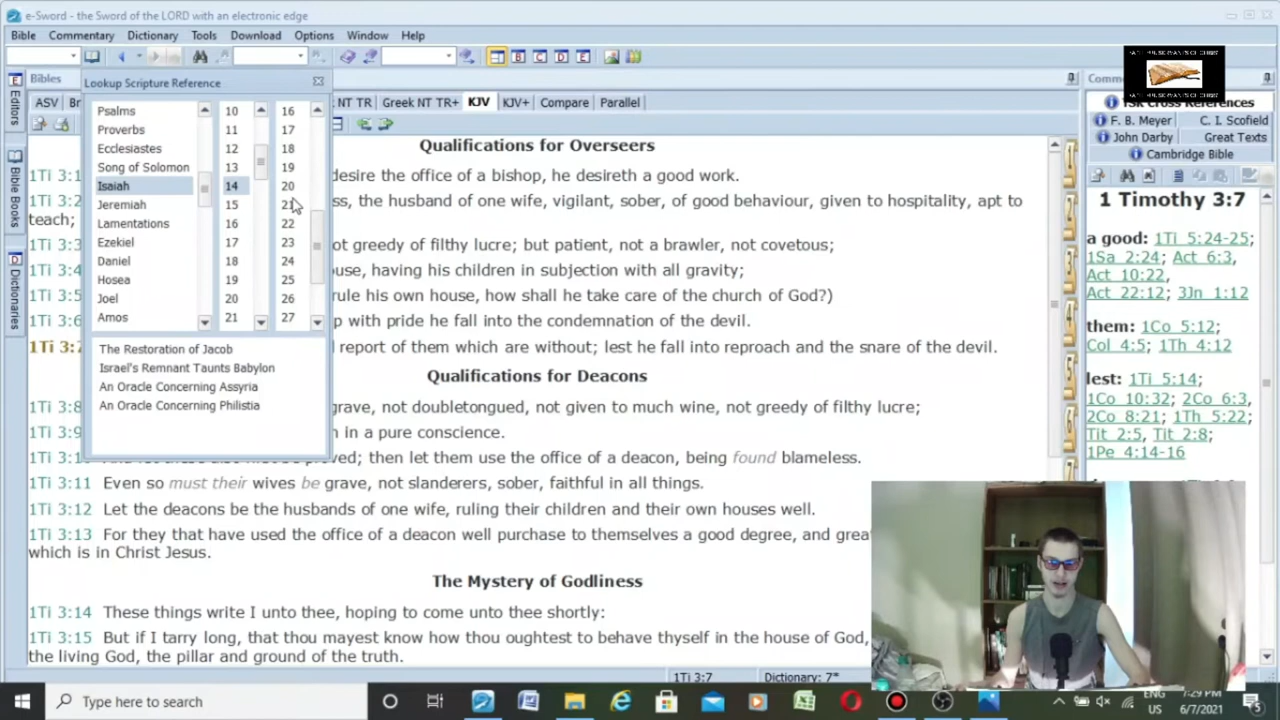 e-Sword - the Sword of the LORD with an electronic edge
Bible Commentary Dictionary Tools Download Options Window Help
Bibles
Lookup Scripture Reference
ASV
NT TR Greek NT TR+ KJV KJV+ Compare Parallel
Editors
Bible Books
Dictionaries
Psalms 10 16
Proverbs 11 17
Ecclesiastes 12 18
Song of Solomon 13 19
Isaiah 14 20
Jeremiah 15 21
Lamentations 16 22
Ezekiel 17 23
Daniel 18 24
Hosea 19 25
Joel 20 26
Amos 21 27
The Restoration of Jacob
Israel's Remnant Taunts Babylon
An Oracle Concerning Assyria
An Oracle Concerning Philistia
Qualifications for Overseers
1Ti 3:1 desire the office of a bishop, he desireth a good work.
1Ti 3:2 ss, the husbnd of one wife, vigilant, sober, of good behaviour, given to hospitality, apt to
teach;
1Ti 3:3 ot greedy of filthy lucre; but patient, not a brawler, not covetous;
1Ti 3:4 ouse, having his children in subjection with all gravity;
1Ti 3:5 rule his own house, how shall he take care of the church of God?)
1Ti 3:6 p with pride he fall into the condemnation of the devil.
1Ti 3:7 report of them which are without; lest he fall into reproach and the snare of the devil.
Qualifications for Deacons
1Ti 3:8 grave, not doubletongued, not given to much wine, not greedy of filthy lucre;
1Ti 3:9 n in a pure conscience.
then let them use the office of a deacon, being found blameless.
1Ti 3:11 Even so must their wives be grave, not slanderers, sober, faithful in all things.
1Ti 3:12 Let the deacons be the husbands of one wife, ruling their children and their own houses well.
1Ti 3:13 For they that have used the office of a deacon well purchase to themselves a good degree, and grea
which is in Christ Jesus.
The Mystery of Godliness
1Ti 3:14 These things write I unto thee, hoping to come unto thee shortly:
1Ti 3:15 But if I tarry long, that thou mayest know how thou oughtest to behave thyself in the house of God,
the living God, the pillar and ground of the truth.
1Ti 3:7 Dictionary: 7*
Comm
TSK Cross References
F. B. Meyer C. I. Scofield
John Darby Great Texts
Cambridge Bible
1 Timothy 3:7
a good: 1Ti 5:24-25;
1Sa 2:24; Act 6:3,
Act 10:22,
Act 22:12; 3Jn 1:12
them: 1Co 5:12;
Col 4:5; 1Th 4:12
lest: 1Ti 5:14;
1Co 10:32; 2Co 6:3,
2Co 8:21; 1Th 5:22;
Tit 2:5, Tit 2:8;
1Pe 4:14-16
Type here to search
ENG
US
7:29 PM
6/7/2021
5